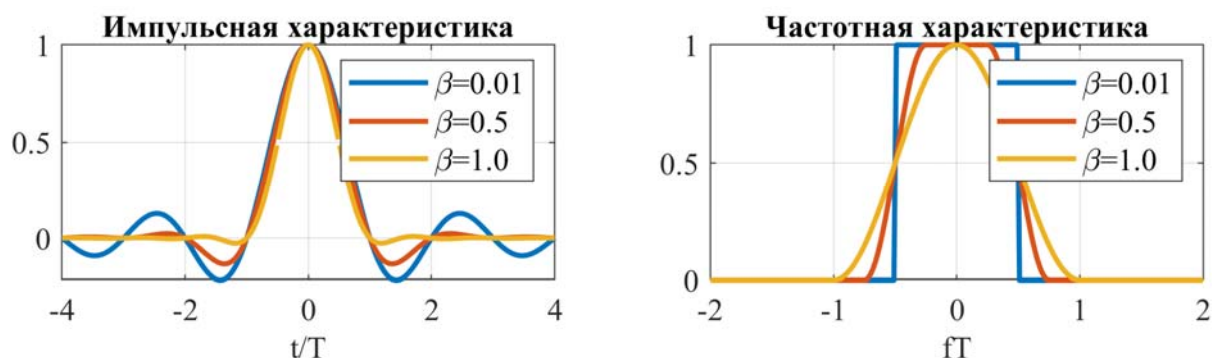 Импульсная характеристика
1
0.5
0
β=0.01
β=0.5
β=1.0
-4
-2
0
2
4
t/T
Частотная характеристика
1
0.5
0
β=0.01
β=0.5
β=1.0
-2
-1
0
1
2
fT